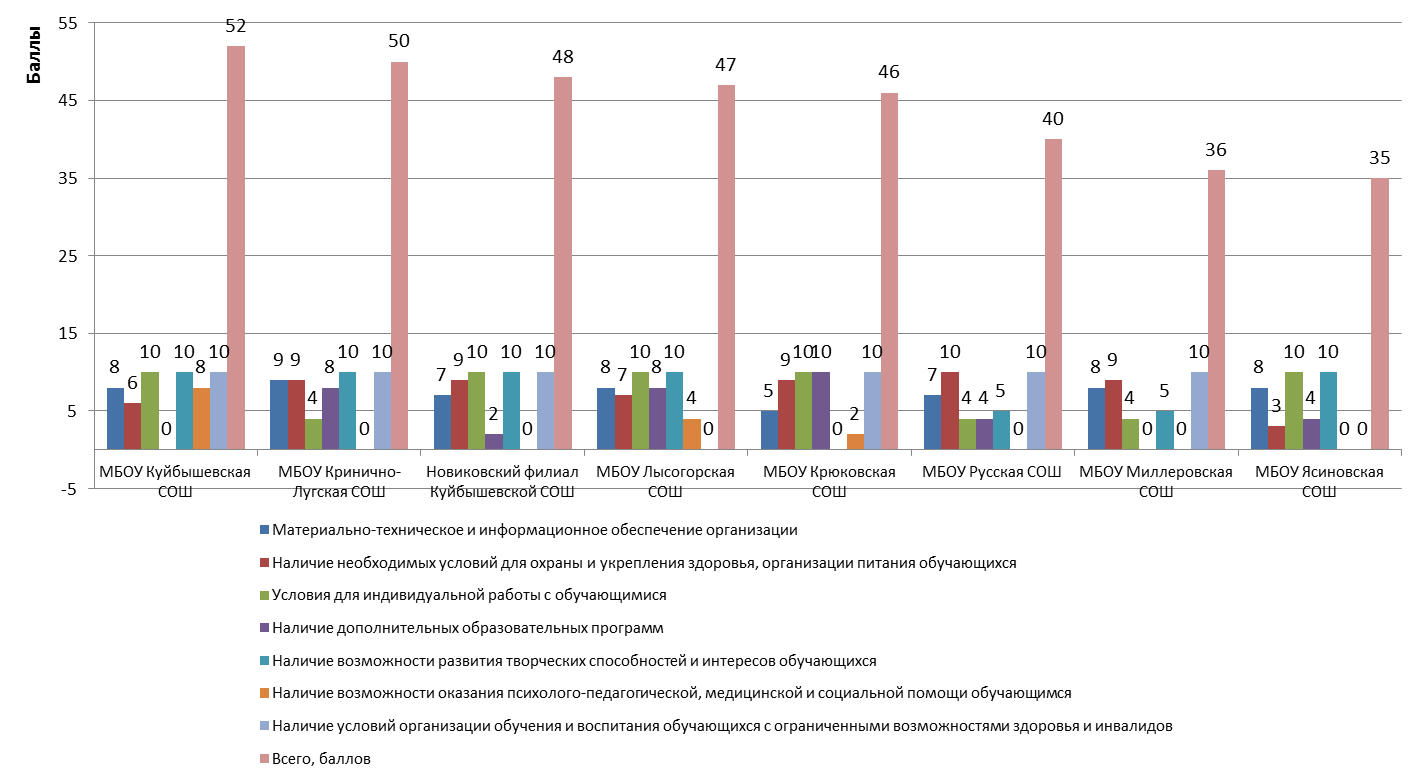 Баллы
55
45
35
25
15
5
-5
8 6 10 0 10 8 10 52
9 9 4 8 10 0 10 50
7 9 10 2 10 0 10 48
8 7 10 8 10 4 0 47
5 9 10 10 0 2 10 46
7 10 4 4 5 0 10 40
8 9 4 0 5 0 10 36
8 3 10 4 10 0 0 35
МБОУ Куйбышевская
СОШ
МБОУ Кринично-
Лугская СОШ
Новиковский филиал
Куйбышевской СОШ
МБОУ Лысогорская
СОШ
МБОУ Крюковская
СОШ
МБОУ Русская СОШ
МБОУ Миллеровская
СОШ
МБОУ Ясиновская
СОШ
Материально-техническое и информационное обеспечение организации
Наличие необходимых условий для охраны и укрепления здоровья, организации питания обучающихся
Условия для индивидуальной работы с обучающимися
Наличие дополнительных образовательных программ
Наличие возможности развития творческих способностей и интересов обучающихся
Наличие возможности оказания психолого-педагогической, медицинской и социальной помощи обучающимся
Наличие условий организации обучения и воспитания обучающихся с ограниченными возможностями здоровья и инвалидов
Всего, баллов